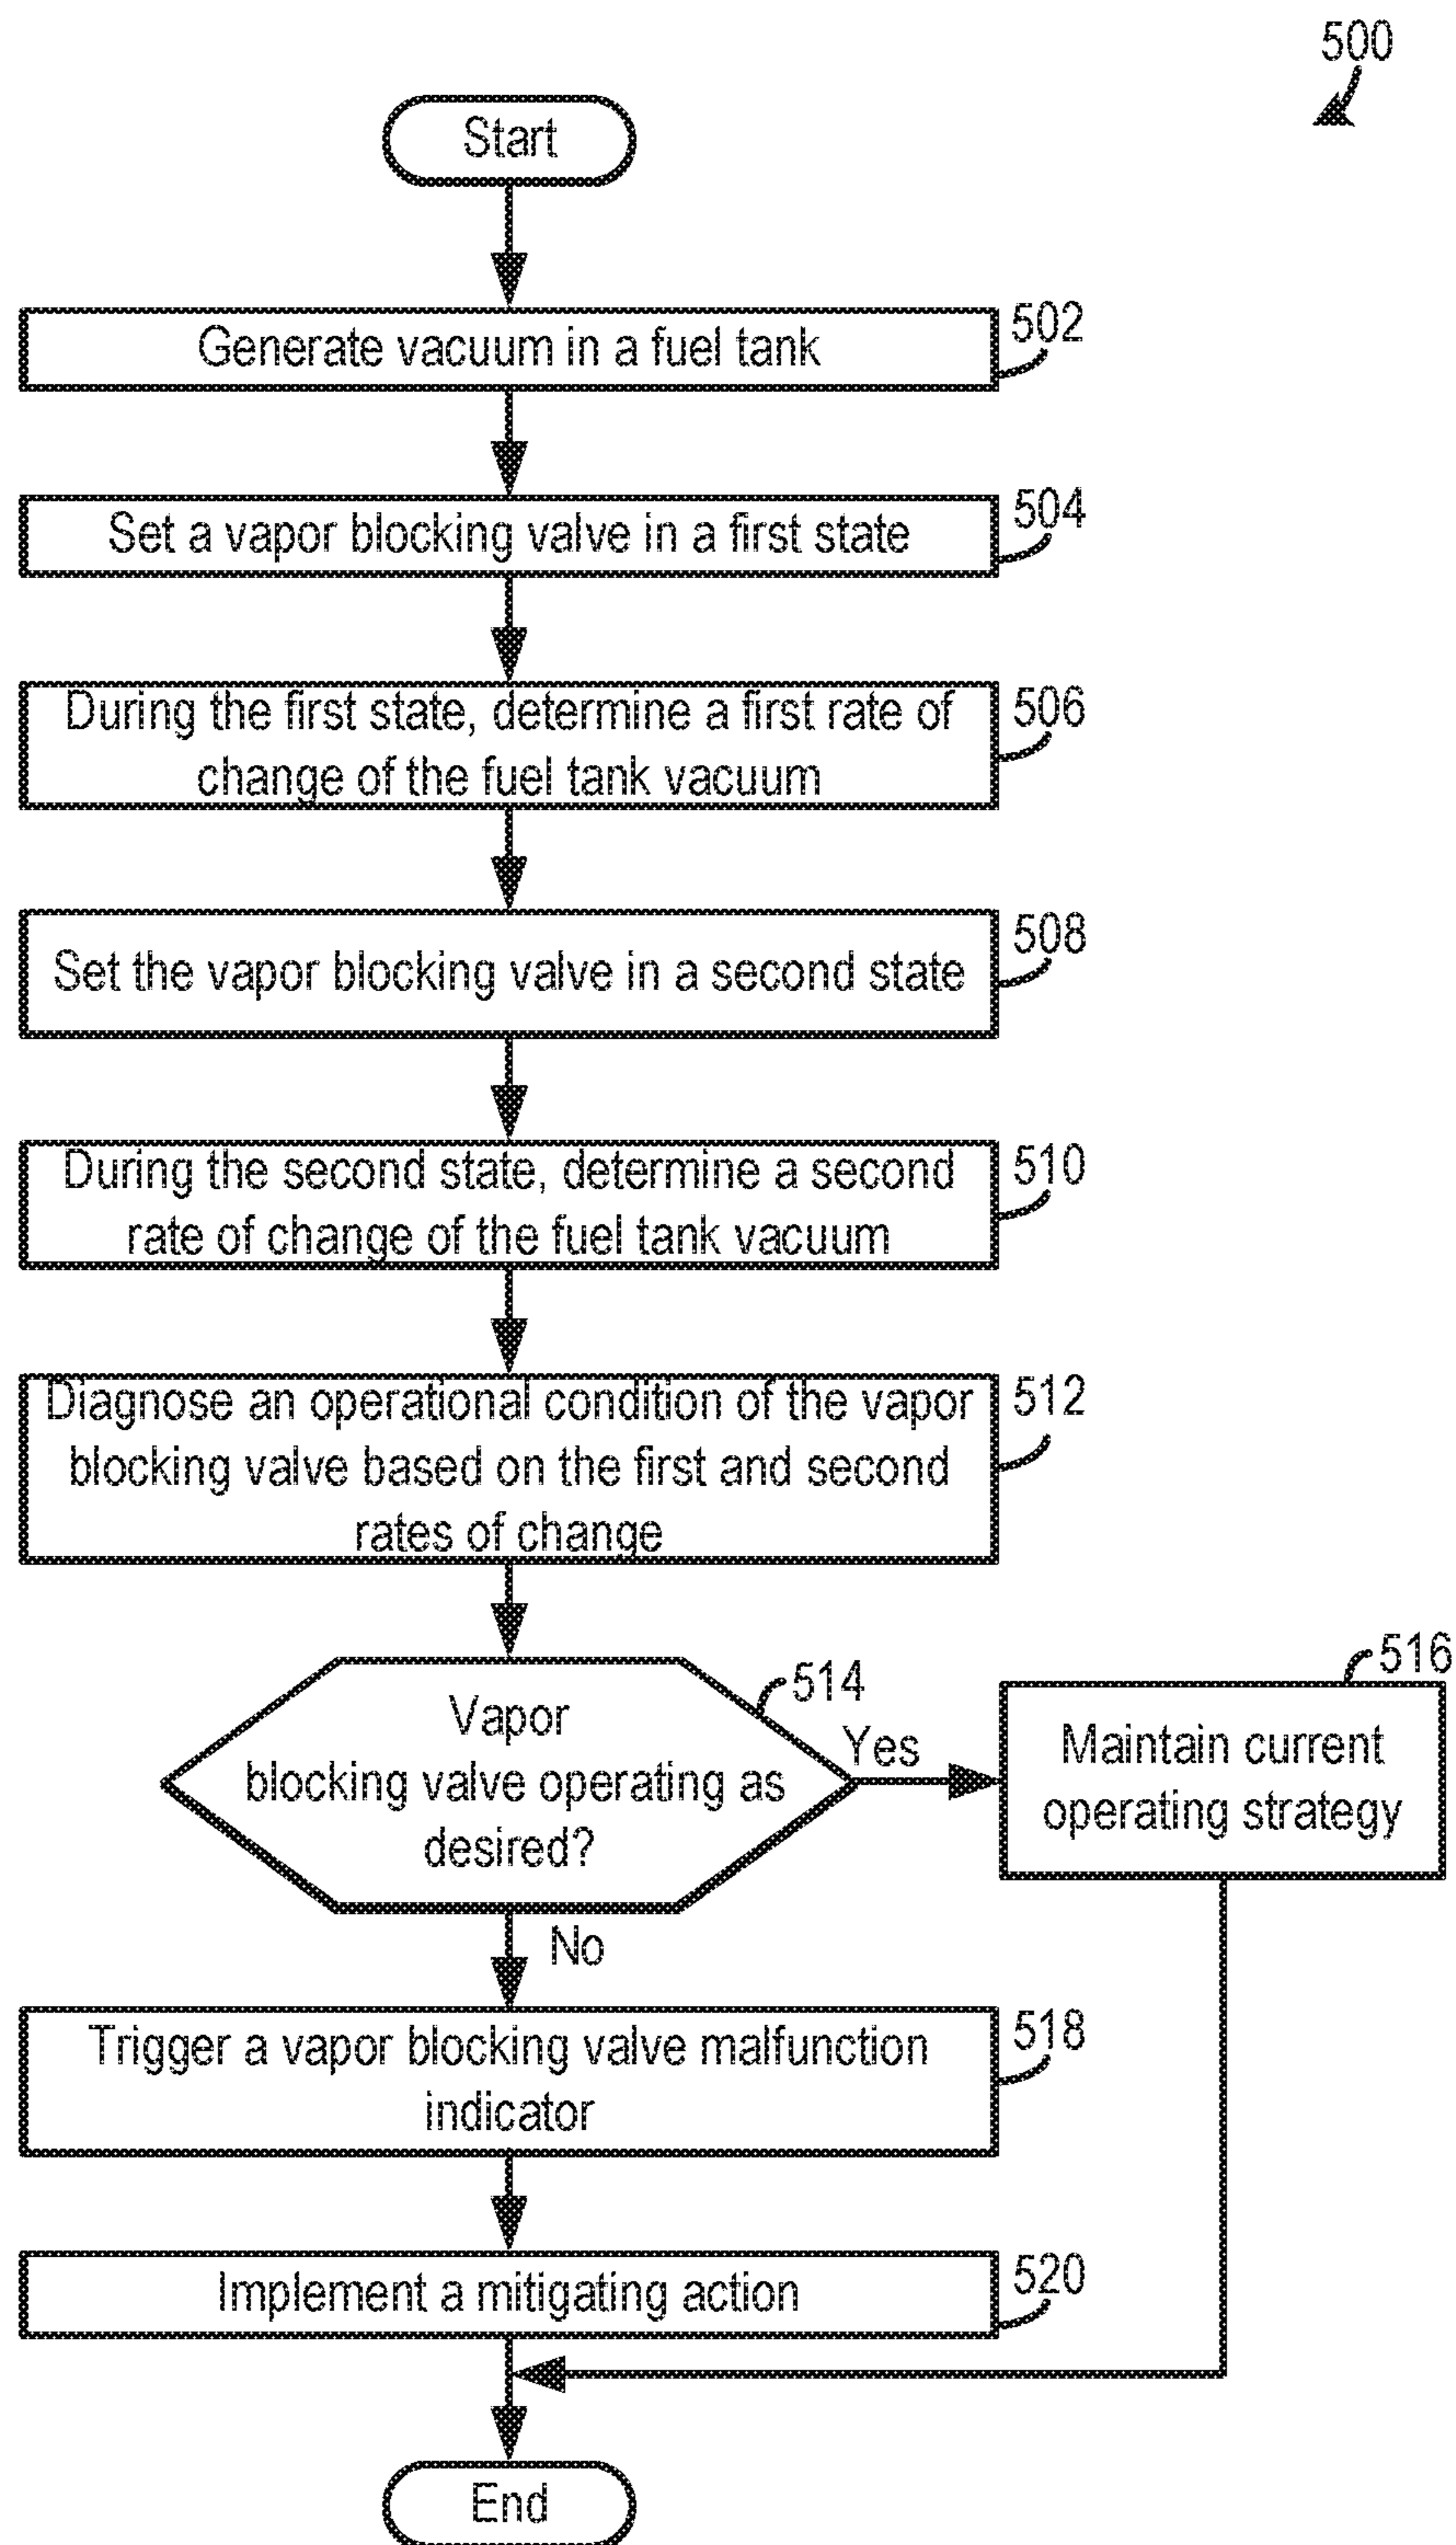 500
Start
Generate vacuum in a fuel tank
502
Set a vapor blocking valve in a first state
504
During the first state, determine a first rate of
change of the fuel tank vacuum
506
Set the vapor blocking valve in a second state
508
During the second state, determine a second
rate of change of the fuel tank vacuum
510
Diagnose an operational condition of the vapor
blocking valve based on the first and second
rates of change
512
Vapor
blocking valve operating as
desired?
514
Yes
516
Maintain current
operating strategy
No
Trigger a vapor blocking valve malfunction
indicator
518
Implement a mitigating action
520
End